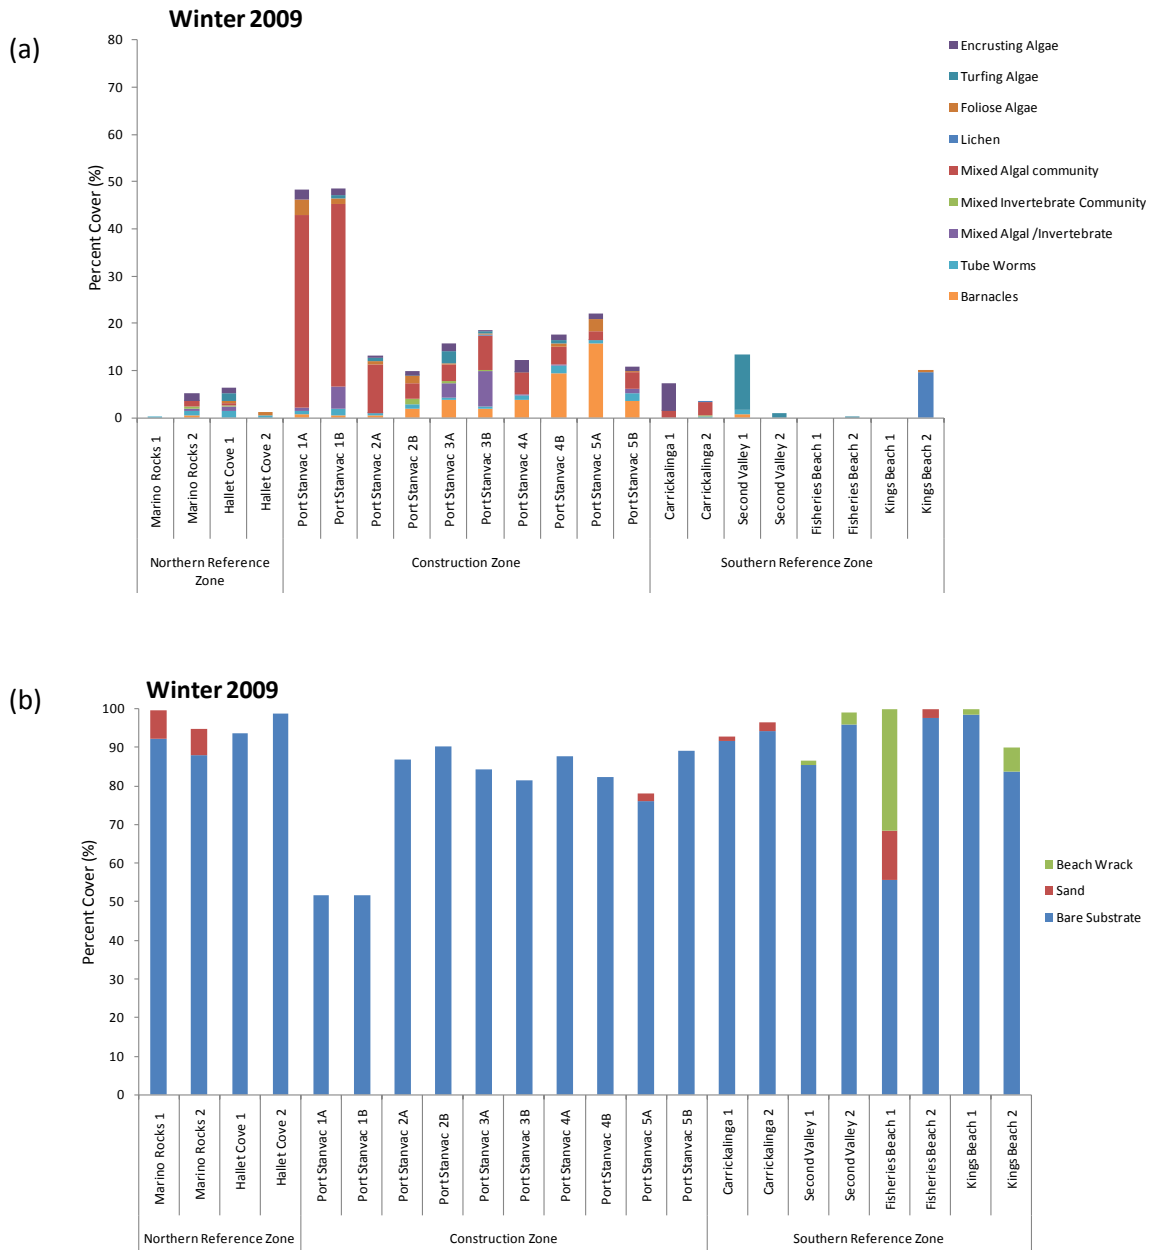 Winter 2009
(a)
80
70
60
50
40
30
20
10
0
Percent Cover (%)
Encrusting Algae
Turfing Algae
Foliose Algae
Lichen
Mixed Algal community
Mixed Invertebrate Community
Mixed Algal /Invertebrate
Tube Worms
Barnacles
Marino Rocks 1
Marino Rocks 2
Hallet Cove 1
Hallet Cove 2
Port Stanvac 1A
Port Stanvac 1B
Port Stanvac 2A
Port Stanvac 2B
Port Stanvac 3A
Port Stanvac 3B
Port Stanvac 4A
Port Stanvac 4B
Port Stanvac 5A
Port Stanvac 5B
Carrickalinga 1
Carrickalinga 2
Second Valley 1
Second Valley 2
Fisheries Beach 1
Fisheries Beach 2
Kings Beach 1
Kings Beach 2
Northern Reference
Zone
Construction Zone
Southern Reference Zone
(b)
Winter 2009
100
90
80
70
60
50
40
30
20
10
0
Percent Cover (%)
Beach Wrack
Sand
Bare Substrate
Marino Rocks 1
Marino Rocks 2
Hallet Cove 1
Hallet Cove 2
Port Stanvac 1A
Port Stanvac 1B
Port Stanvac 2A
Port Stanvac 2B
Port Stanvac 3A
Port Stanvac 3B
Port Stanvac 4A
Port Stanvac 4B
Port Stanvac 5A
Port Stanvac 5B
Carrickalinga 1
Carrickalinga 2
Second Valley 1
Second Valley 2
Fisheries Beach 1
Fisheries Beach 2
Kings Beach 1
Kings Beach 2
Northern Reference Zone
Construction Zone
Southern Reference Zone